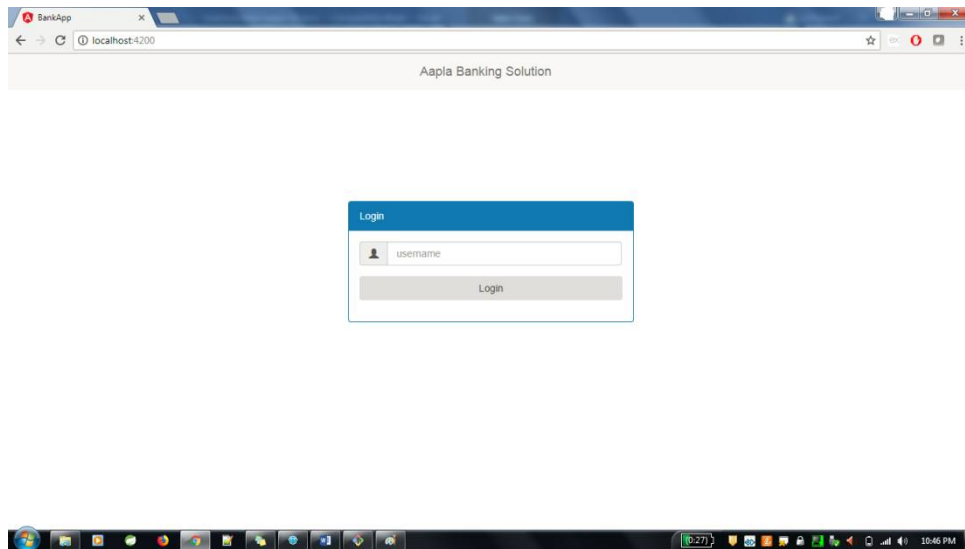 BankApp
localhost:4200
Aapla Banking Solution
Login
username
Login
(0:27)
10:46 PM